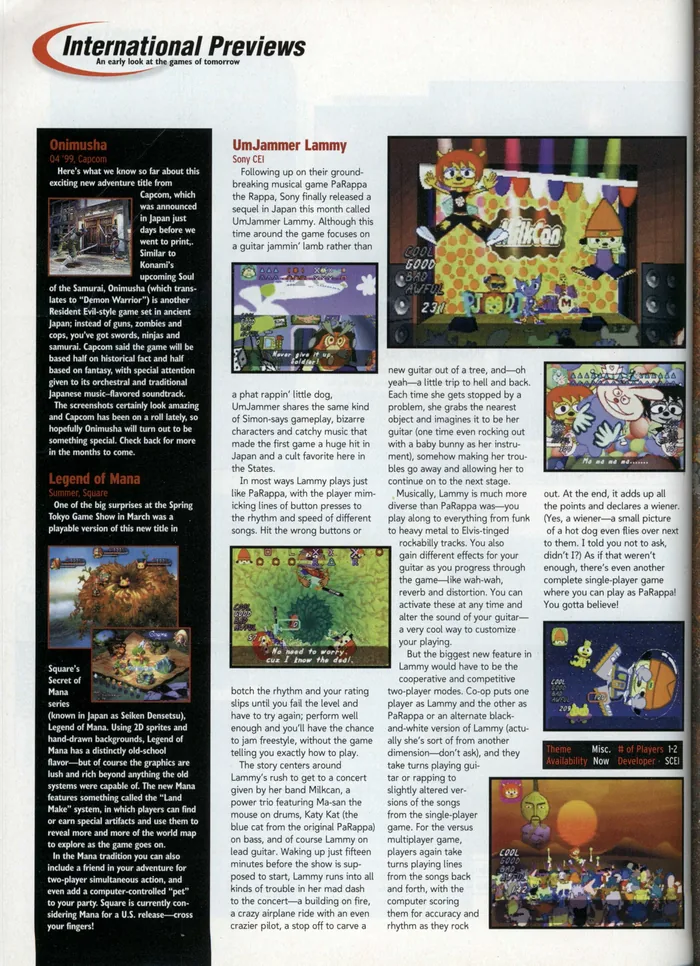 International Previews
An early look at the games of tomorrow
Onimusha
Q4 '99, Capcom
Here's what we know so far about this
exciting new adventure title from
Capcom, which
was announced
in Japan just
days before we
went to print,.
Similar to
Konami's
upcoming Soul
of the Samurai, Onimusha (which trans-
lates to “Demon Warrior”) is another
Resident Evil-style game set in ancient
Japan; instead of guns, zombies and
cops, you've got swords, ninjas and
samurai. Capcom said the game will be
based half on historical fact and half
based on fantasy, with special attention
given to its orchestral and traditional
Japanese music–flavored soundtrack.
The screenshots certainly look amazing
and Capcom has been on a roll lately, so
hopefully Onimusha will turn out to be
something special. Check back for more
in the months to come.
Legend of Mana
Summer, Square
One of the big surprises at the Spring
Tokyo Game Show in March was a
playable version of this new title in
Square's
Secret of
Mana
series
(known in Japan as Seiken Densetsu),
Legend of Mana. Using 2D sprites and
hand-drawn backgrounds, Legend of
Mana has a distinctly old-school
flavor—but of course the graphics are
lush and rich beyond anything the old
systems were capable of. The new Mana
features something called the “Land
Make” system, in which players can find
or earn special artifacts and use them to
reveal more and more of the world map
to explore as the game goes on.
In the Mana tradition you can also
include a friend in your adventure for
two-player simultaneous action, and
even add a computer-controlled “pet”
to your party. Square is currently con-
sidering Mana for a U.S. release—cross
your fingers!
UmJammer Lammy
Sony CEI
Following up on their ground-
breaking musical game PaRappa
the Rappa, Sony finally released a
sequel in Japan this month called
UmJammer Lammy. Although this
time around the game focuses on
a guitar jammin' lamb rather than
Never give it up,
soldier!
a phat rappin' little dog,
UmJammer shares the same kind
of Simon-says gameplay, bizarre
characters and catchy music that
made the first game a huge hit in
Japan and a cult favorite here in
the States.
In most ways Lammy plays just
like PaRappa, with the player mim-
icking lines of button presses to
the rhythm and speed of different
songs. Hit the wrong buttons or
COOL
GOOD
BAD
AWFUL
No need to worry,
cuz I know the deal.
botch the rhythm and your rating
slips until you fail the level and
have to try again; perform well
enough and you'll have the chance
to jam freestyle, without the game
telling you exactly how to play.
The story centers around
Lammy's rush to get to a concert
given by her band Milkcan, a
power trio featuring Ma-san the
mouse on drums, Katy Kat (the
blue cat from the original PaRappa)
on bass, and of course Lammy on
lead guitar. Waking up just fifteen
minutes before the show is sup-
posed to start, Lammy runs into all
kinds of trouble in her mad dash
to the concert—a building on fire,
a crazy airplane ride with an even
crazier pilot, a stop off to carve a
MilkCan
COOL
GOOD
BAD
AWFUL
231
PJ
DJ
M
new guitar out of a tree, and—oh
yeah—a little trip to hell and back.
Each time she gets stopped by a
problem, she grabs the nearest
object and imagines it to be her
guitar (one time even rocking out
with a baby bunny as her instru-
ment), somehow making her trou-
bles go away and allowing her to
continue on to the next stage.
Musically, Lammy is much more
diverse than PaRappa was—you
play along to everything from funk
to heavy metal to Elvis-tinged
rockabilly tracks. You also
gain different effects for your
guitar as you progress through
the game—like wah-wah,
reverb and distortion. You can
activate these at any time and
alter the sound of your guitar—
a very cool way to customize
your playing.
But the biggest new feature in
Lammy would have to be the
cooperative and competitive
two-player modes. Co-op puts one
player as Lammy and the other as
PaRappa or an alternate black-
and-white version of Lammy (actu-
ally she's sort of from another
dimension—don't ask), and they
take turns playing gui-
tar or rapping to
slightly altered ver-
sions of the songs
from the single-player
game. For the versus
multiplayer game,
players again take
turns playing lines
from the songs back
and forth, with the
computer scoring
them for accuracy and
rhythm as they rock
Ma ma ma ma......
out. At the end, it adds up all
the points and declares a wiener.
(Yes, a wiener—a small picture
of a hot dog even flies over next
to them. I told you not to ask,
didn't I?) As if that weren't
enough, there's even another
complete single-player game
where you can play as PaRappa!
You gotta believe!
COOL
GOOD
BAD
AWFUL
Theme Misc. # of Players 1-2
Availability Now Developer - SCEI
COOL
GOOD
BAD
AWFUL